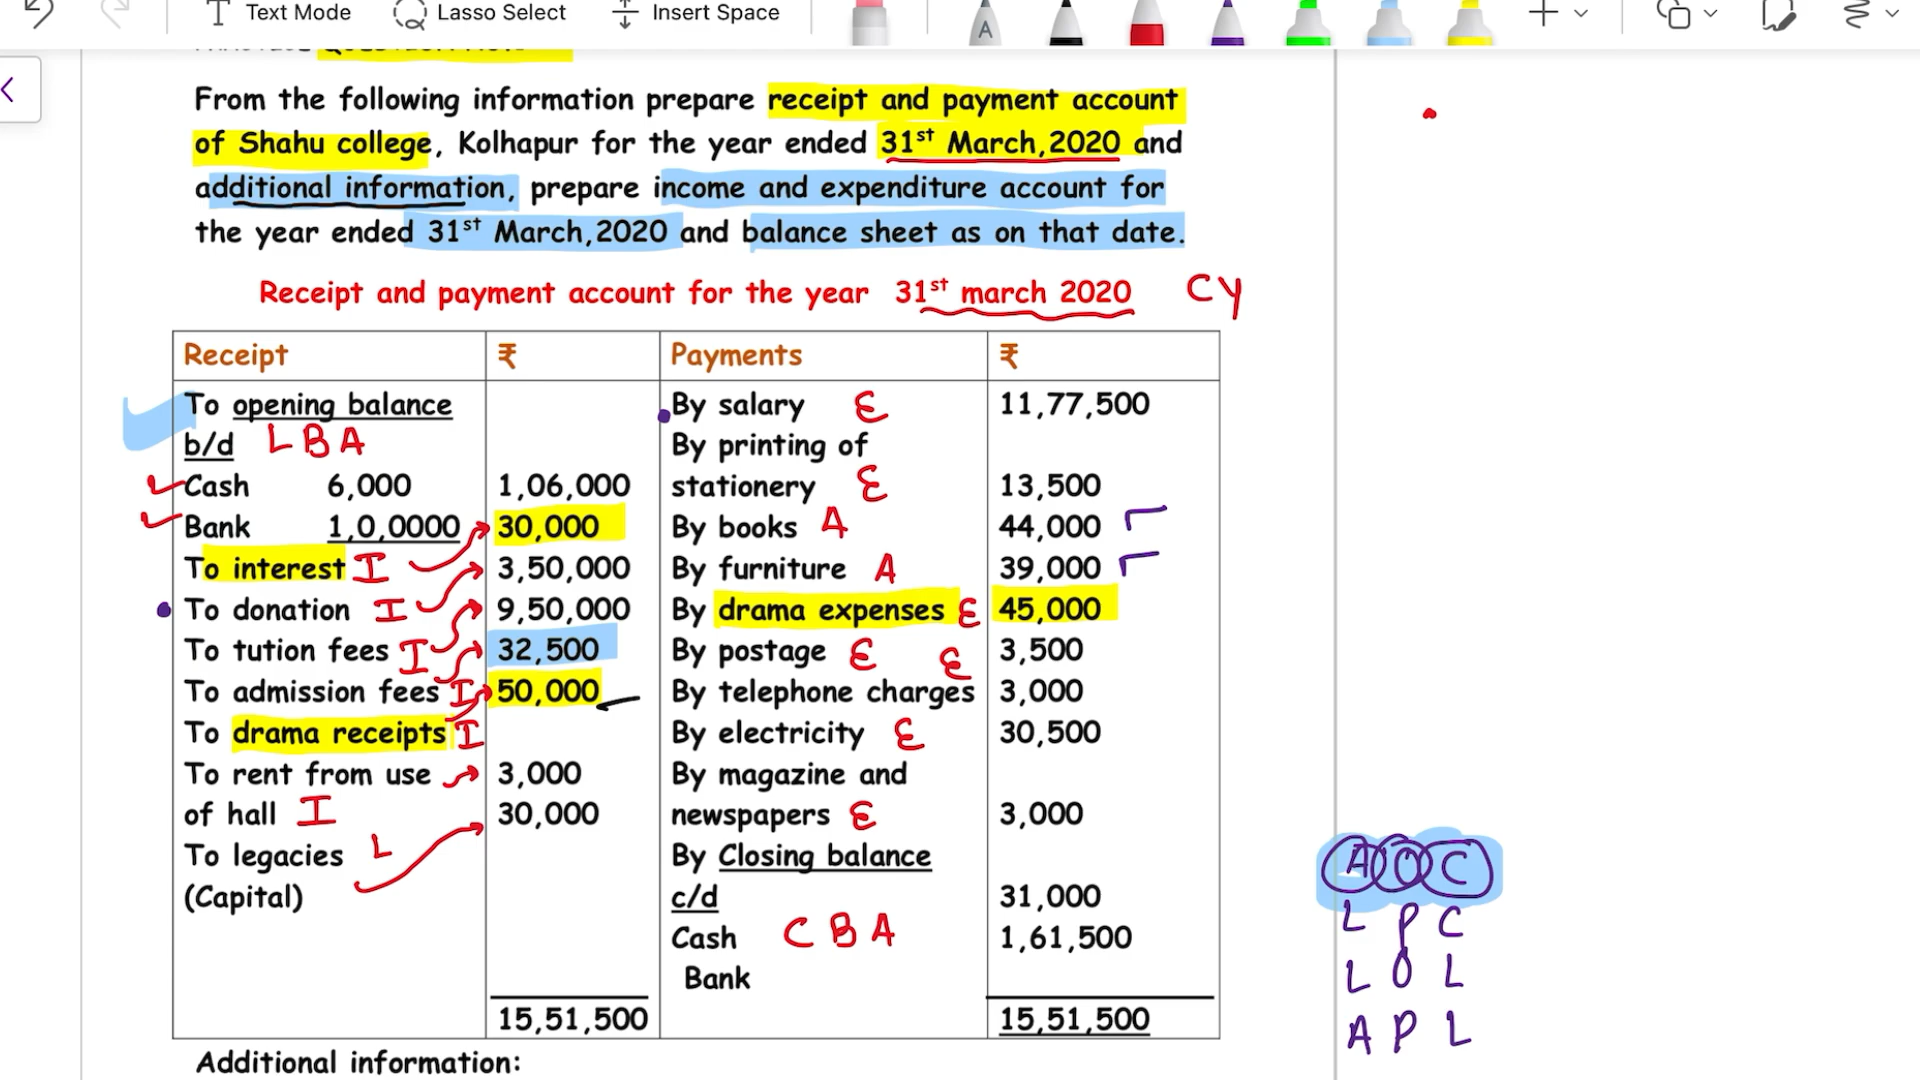 Text Mode Lasso Select Insert Space
From the following information prepare receipt and payment account
of Shahu college, Kolhapur for the year ended 31st March,2020 and
additional information, prepare income and expenditure account for
the year ended 31st March,2020 and balance sheet as on that date.
Receipt and payment account for the year 31st march 2020 CY
Receipt ₹ Payments ₹
To opening balance By salary E 11,77,500
b/d LBA By printing of
Cash 6,000 1,06,000 stationery E 13,500
Bank 1,0,0000 30,000 By books A 44,000
To interest I 3,50,000 By furniture A 39,000
To donation I 9,50,000 By drama expenses E 45,000
To tution fees I 32,500 By postage E E 3,500
To admission fees I 50,000 By telephone charges 3,000
To drama receipts I By electricity E 30,500
To rent from use 3,000 By magazine and
of hall I 30,000 newspapers E 3,000
To legacies L By Closing balance
(Capital) c/d 31,000
Cash CBA 1,61,500
Bank
15,51,500 15,51,500
Additional information:
A O C
L P C
L O L
A P L